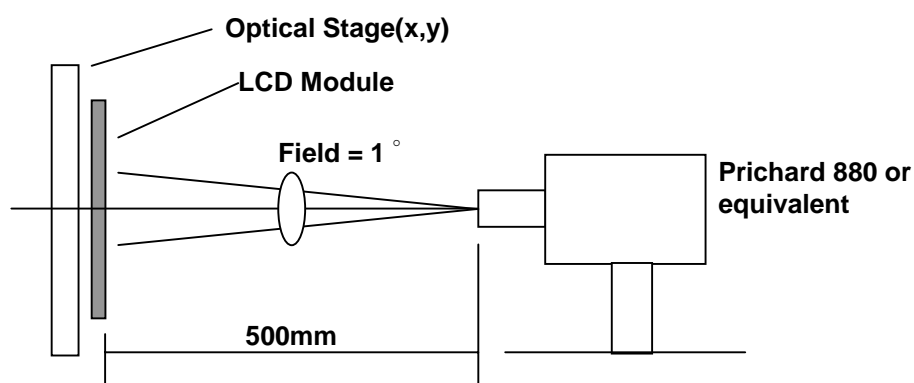 Optical Stage(x,y)
LCD Module
Field = 1 °
Prichard 880 or
equivalent
500mm